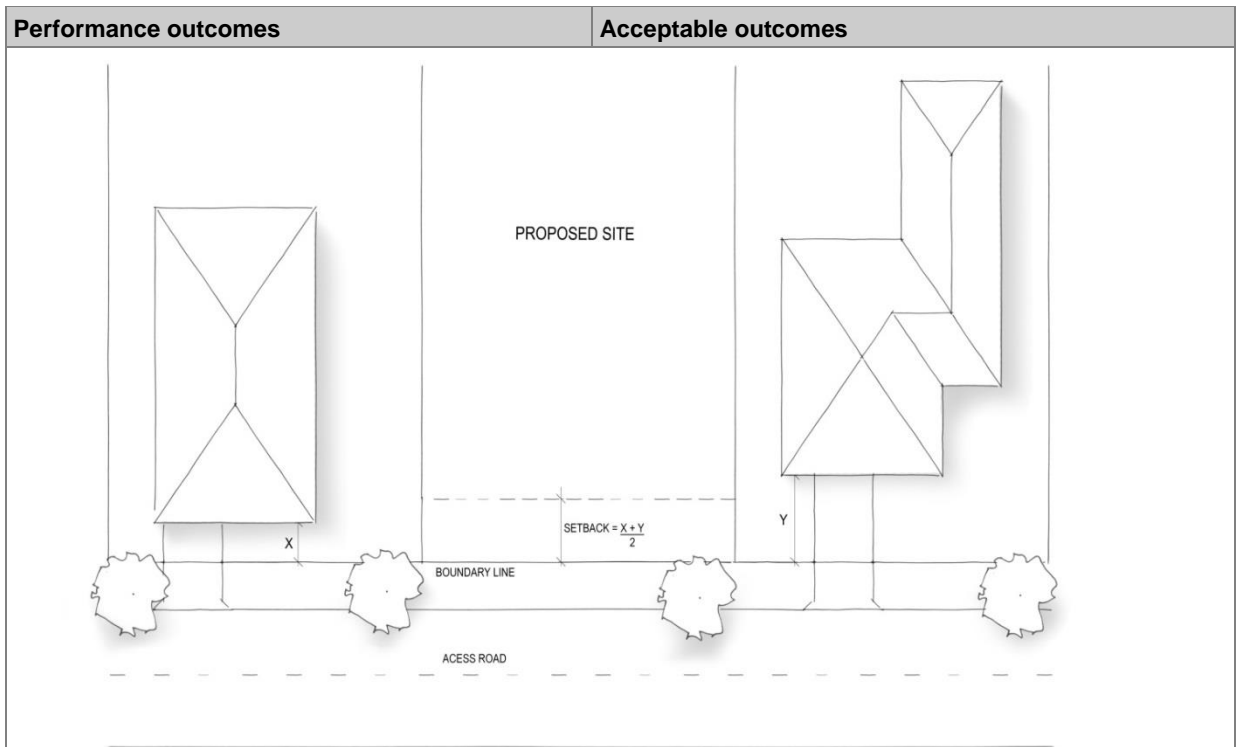 Performance outcomes
Acceptable outcomes
PROPOSED SITE
SETBACK = X + Y
2
X
Y
BOUNDARY LINE
ACESS ROAD